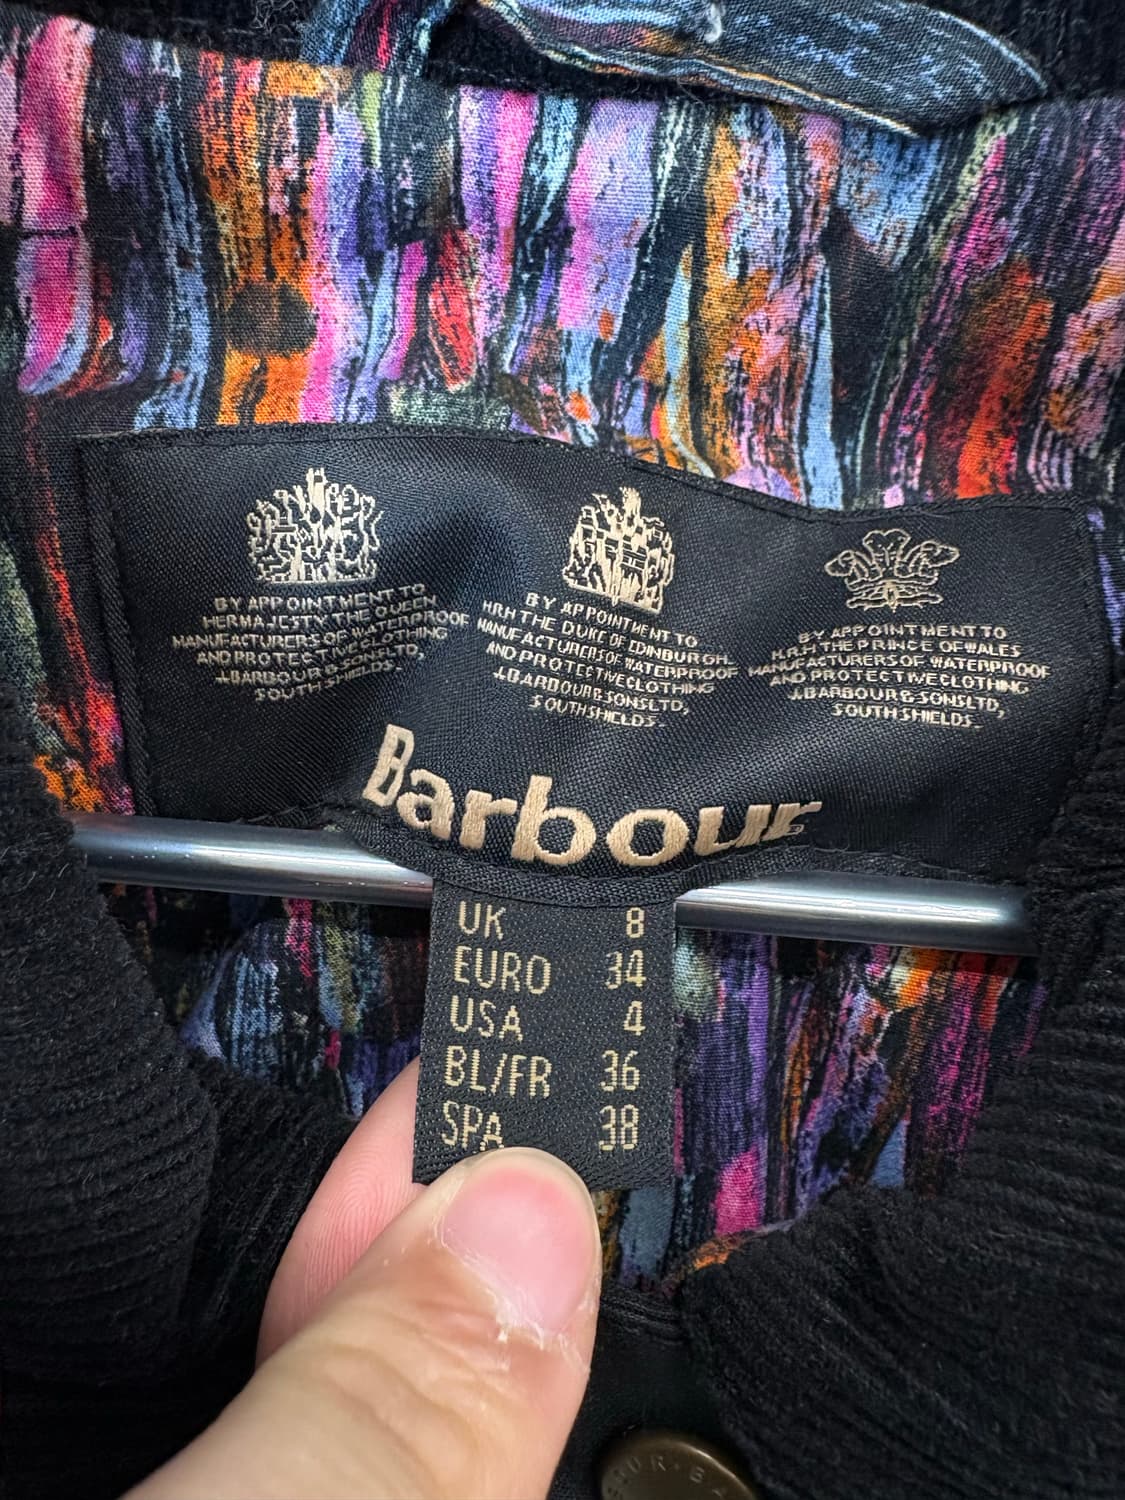 BY APPOINTMENT TO
HER MAJESTY THE QUEEN
MANUFACTURERS OF WATERPROOF
AND PROTECTIVE CLOTHING
J.BARBOUR & SONS LTD,
SOUTH SHIELDS.
BY APPOINTMENT TO
HRH THE DUKE OF EDINBURGH
MANUFACTURERS OF WATERPROOF
AND PROTECTIVE CLOTHING
J.BARBOUR & SONS LTD,
SOUTH SHIELDS.
BY APPOINTMENT TO
H.R.H THE PRINCE OF WALES
MANUFACTURERS OF WATERPROOF
AND PROTECTIVE CLOTHING
J.BARBOUR & SONS LTD,
SOUTH SHIELDS.
Barbour
UK 8
EURO 34
USA 4
BL/FR 36
SPA 38